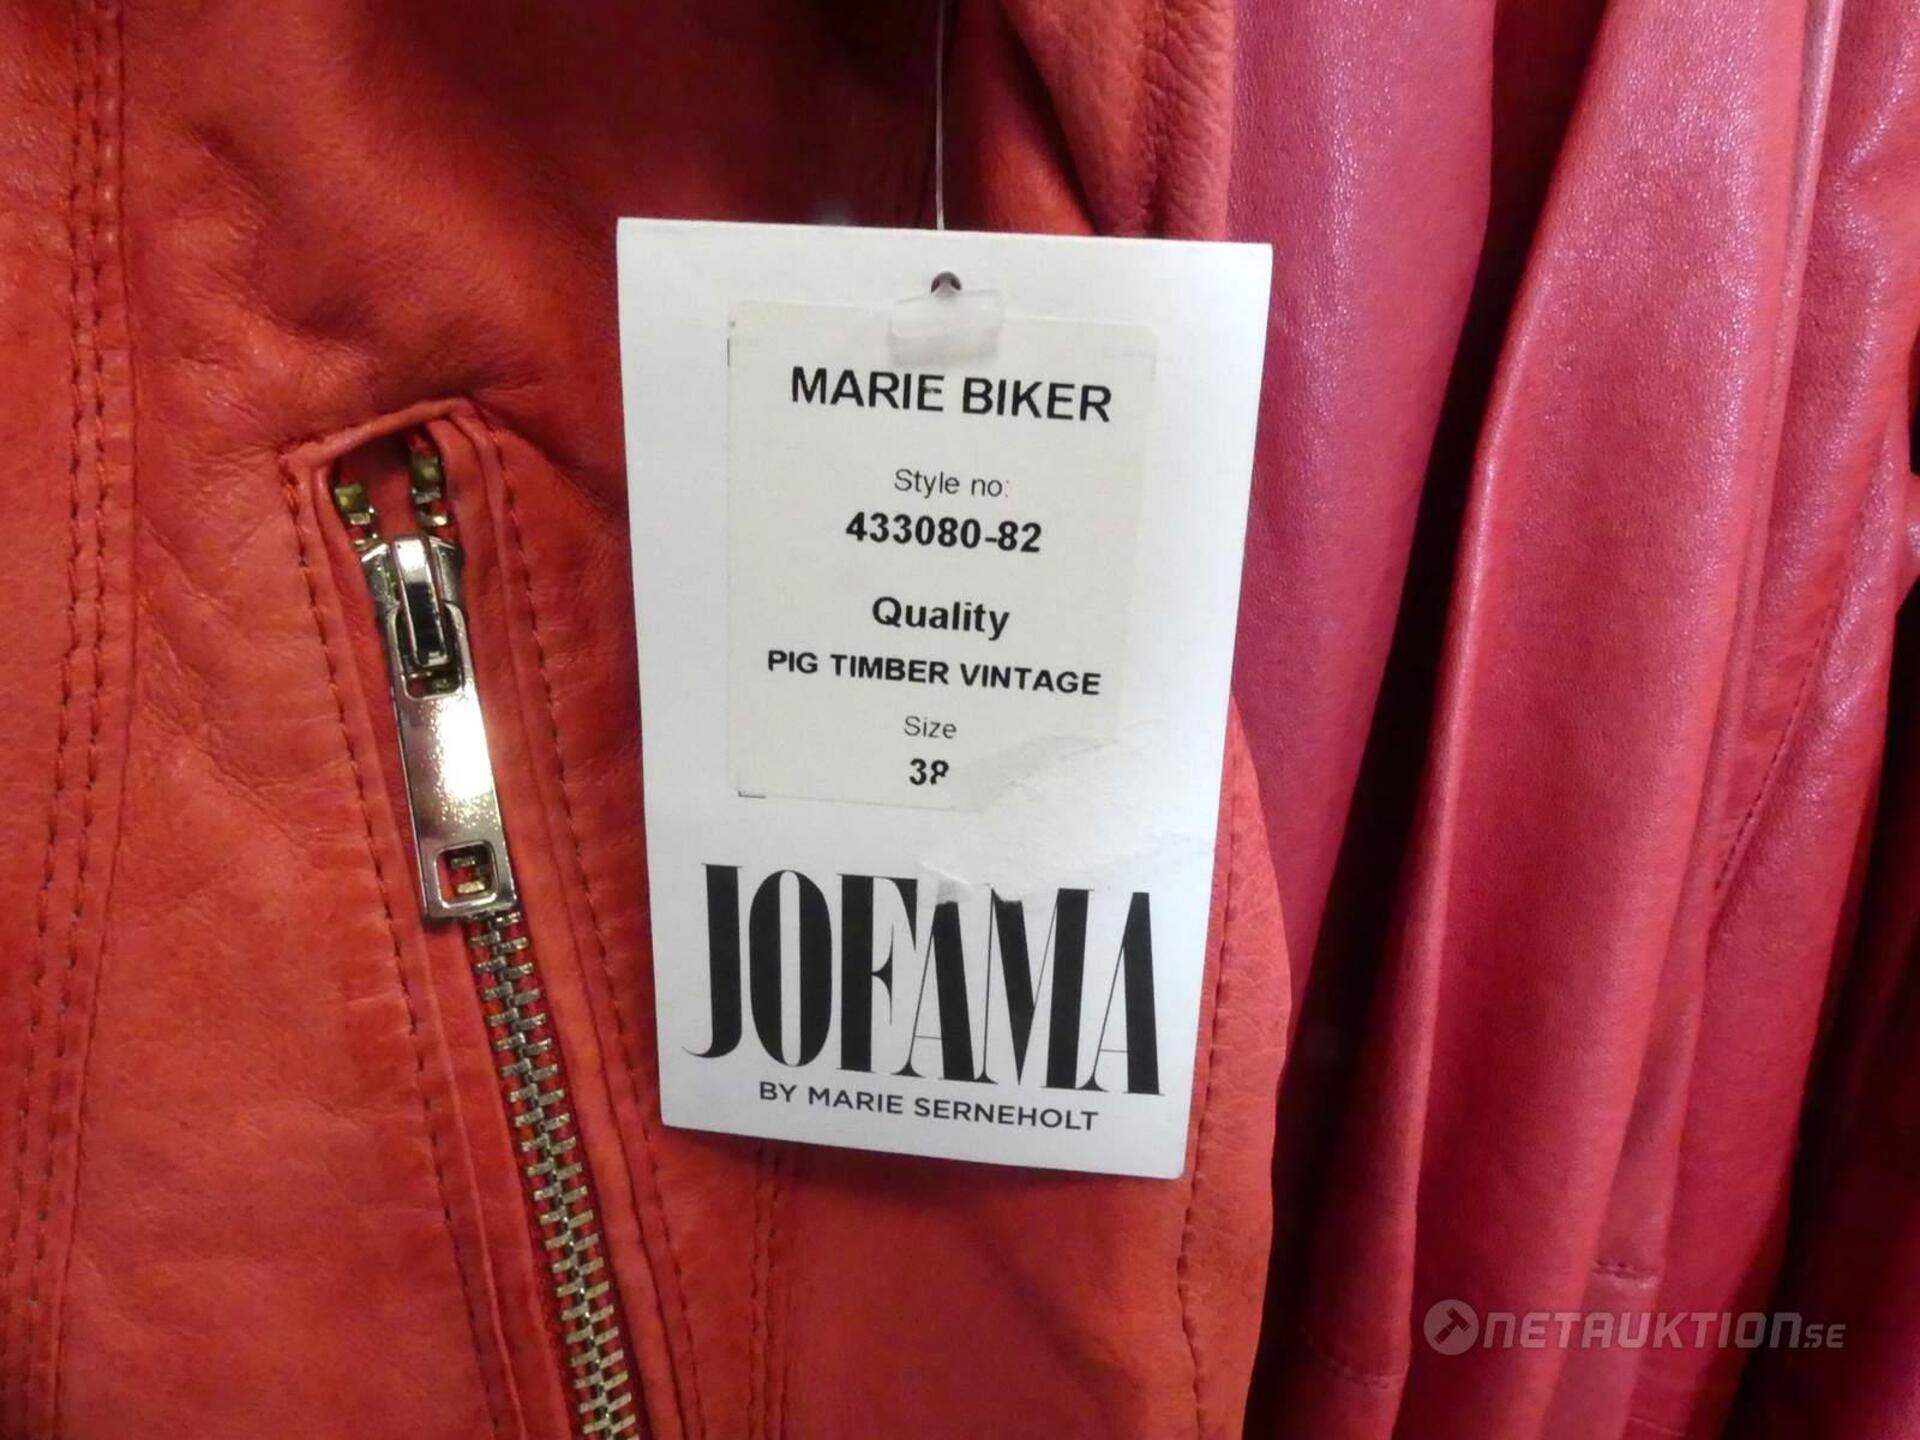 MARIE BIKER
Style no:
433080-82
Quality
PIG TIMBER VINTAGE
Size
38
JOFAMA
BY MARIE SERNEHOLT
NETAUKTION.SE